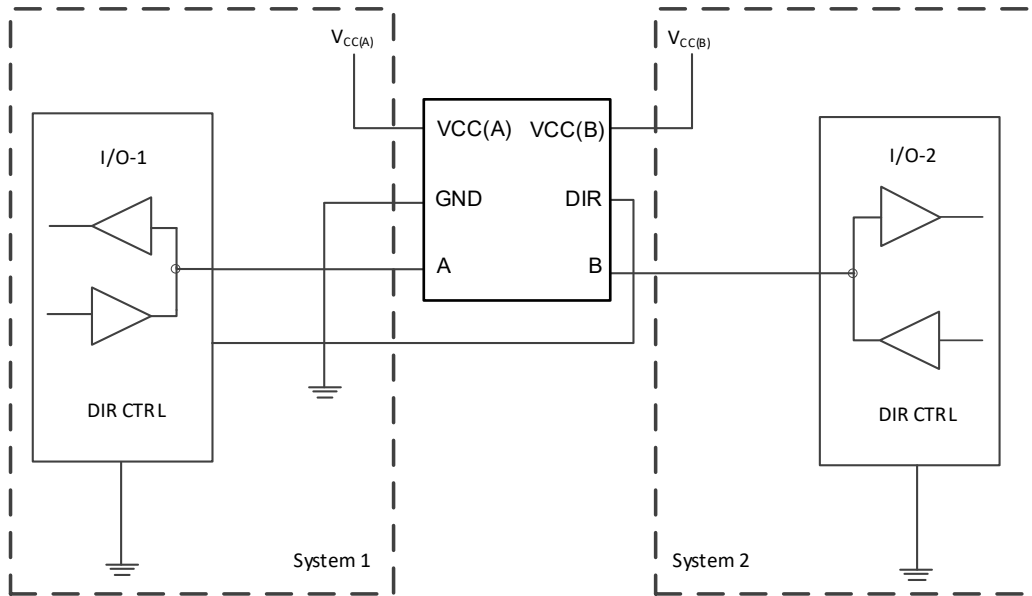 V_CC(A)
V_CC(B)
VCC(A) VCC(B)
I/O-1
I/O-2
GND DIR
A B
DIR CTRL
DIR CTRL
System 1
System 2